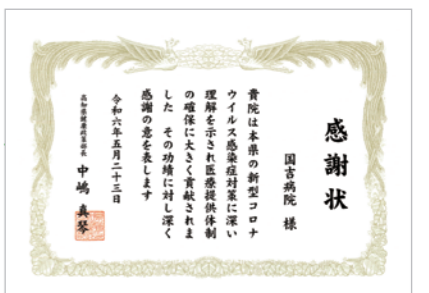 感謝状
国吉病院 様
貴院は本県の新型コロナ
ウイルス感染症対策に深い
理解を示され医療提供体制
の確保に大きく貢献されま
した その功績に対し深く
感謝の意を表します
令和六年五月二十三日
高知県健康政策部長 中嶋 真琴